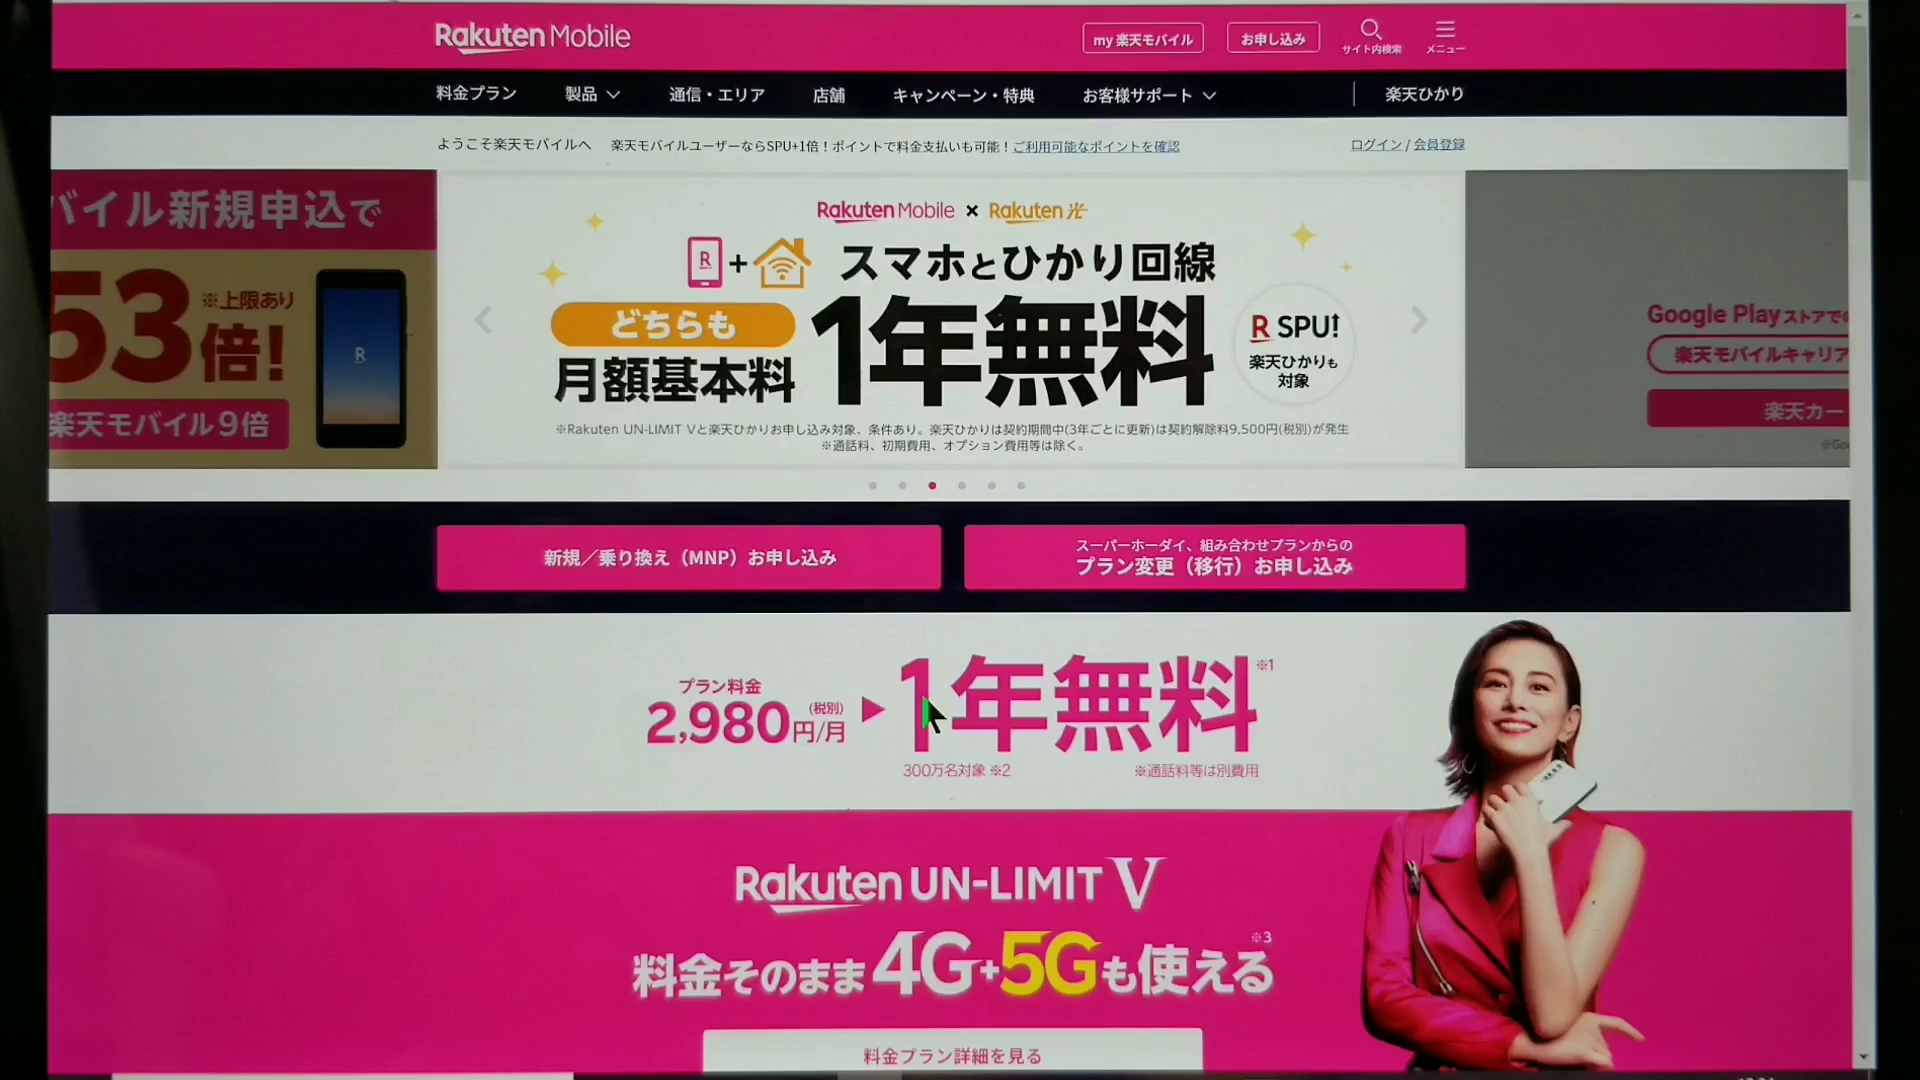 Rakuten Mobile
my 楽天モバイル
お申し込み
サイト内検索
メニュー
料金プラン
製品
通信・エリア
店舗
キャンペーン・特典
お客様サポート
楽天ひかり
ようこそ楽天モバイルへ
楽天モバイルユーザーならSPU+1倍！ポイントで料金支払いも可能！ご利用可能なポイントを確認
ログイン / 会員登録
バイル新規申込で
53倍!
※上限あり
楽天モバイル9倍
R
Rakuten Mobile × Rakuten 光
R
+
スマホとひかり回線
どちらも
月額基本料
1年無料
R SPU!
楽天ひかりも
対象
※Rakuten UN-LIMIT Vと楽天ひかりお申し込み対象、条件あり。楽天ひかりは契約期間中(3年ごとに更新)は契約解除料9,500円(税別)が発生
※通話料、初期費用、オプション費用等は除く。
Google Playストアでの
楽天モバイルキャリア
楽天カー
新規／乗り換え（MNP）お申し込み
スーパーホーダイ、組み合わせプランからの
プラン変更（移行）お申し込み
プラン料金
2,980円/月
(税別)
1年無料
※1
300万名対象 ※2
※通話料等は別費用
Rakuten UN-LIMIT V
料金そのまま4G+5Gも使える
※3
料金プラン詳細を見る